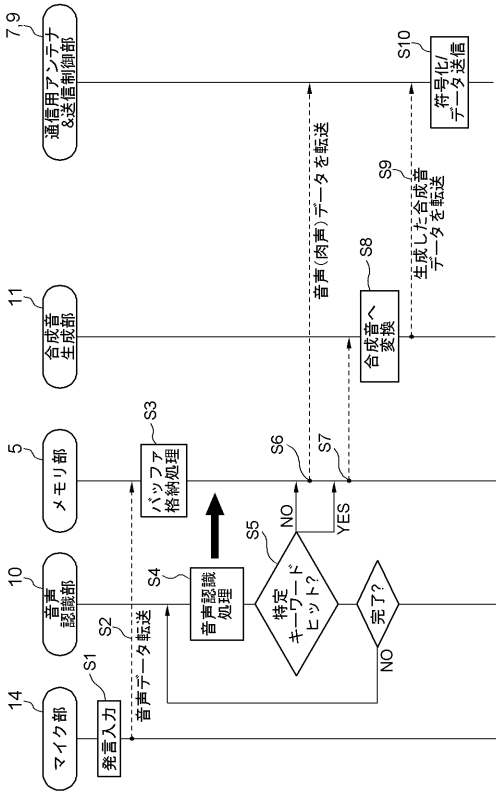 14
マイク部
10
音声
認識部
5
メモリ部
11
合成音
生成部
7,9
通信用アンテナ
&送信制御部
S1
発言入力
S2
音声データ転送
S3
バッファ
格納処理
S4
音声認識
処理
S5
特定
キーワード
ヒット?
NO
YES
S6
音声(肉声)データを転送
S7
S8
合成音へ
変換
S9
生成した合成音
データを転送
S10
符号化/
データ送信
完了?
NO